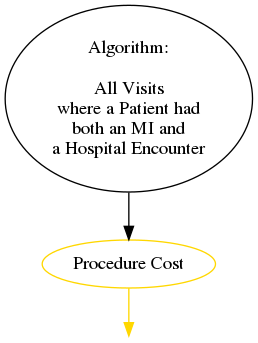 Algorithm:
All Visits
where a Patient had
both an MI and
a Hospital Encounter
Procedure Cost